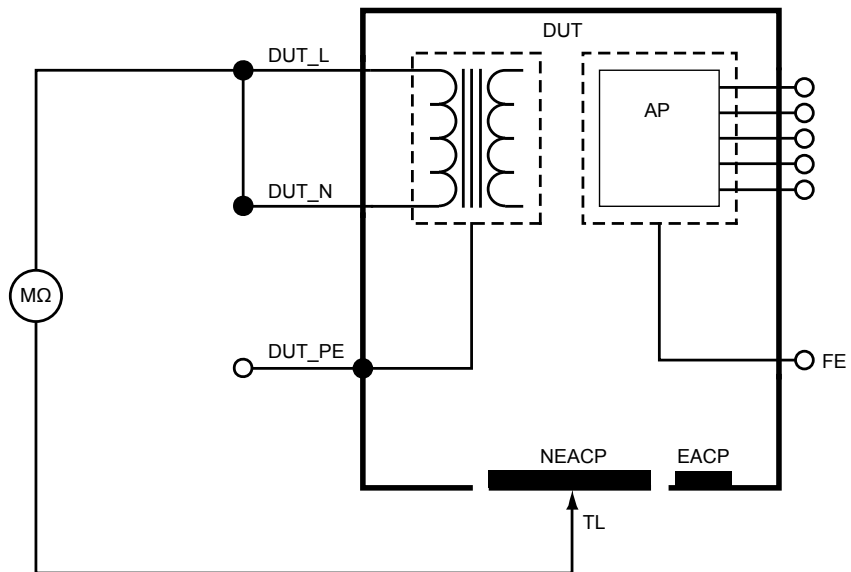 DUT
DUT_L
AP
DUT_N
MΩ
DUT_PE
FE
NEACP
EACP
TL